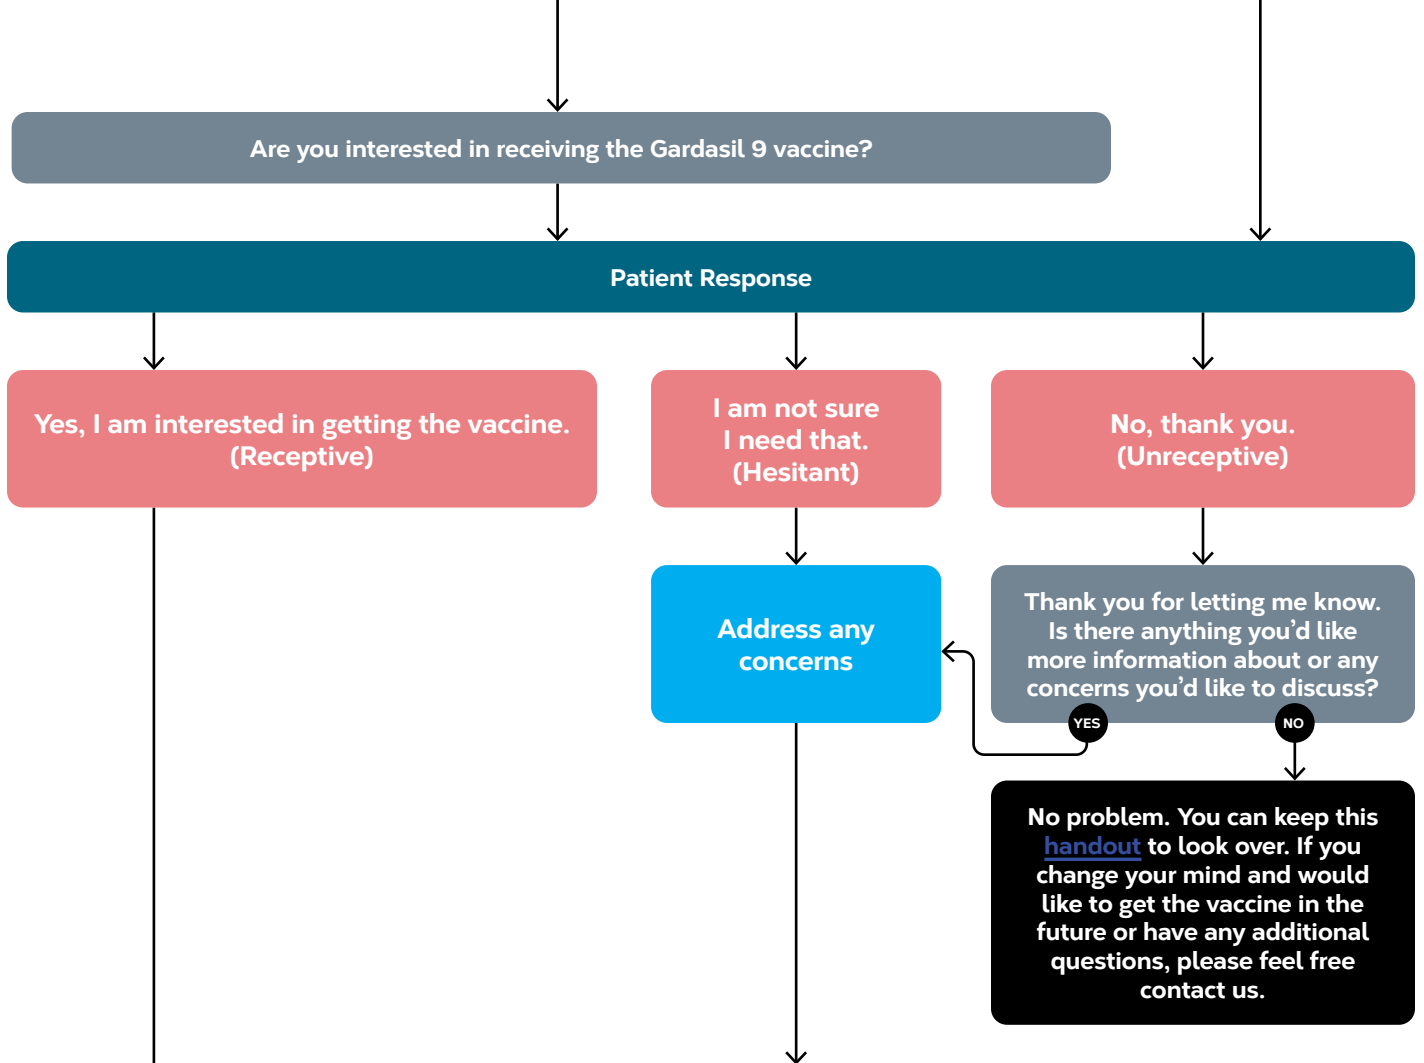 Are you interested in receiving the Gardasil 9 vaccine?
Patient Response
Yes, I am interested in getting the vaccine.
(Receptive)
I am not sure
I need that.
(Hesitant)
No, thank you.
(Unreceptive)
Address any
concerns
Thank you for letting me know.
Is there anything you’d like
more information about or any
concerns you’d like to discuss?
YES
NO
No problem. You can keep this
handout to look over. If you
change your mind and would
like to get the vaccine in the
future or have any additional
questions, please feel free
contact us.